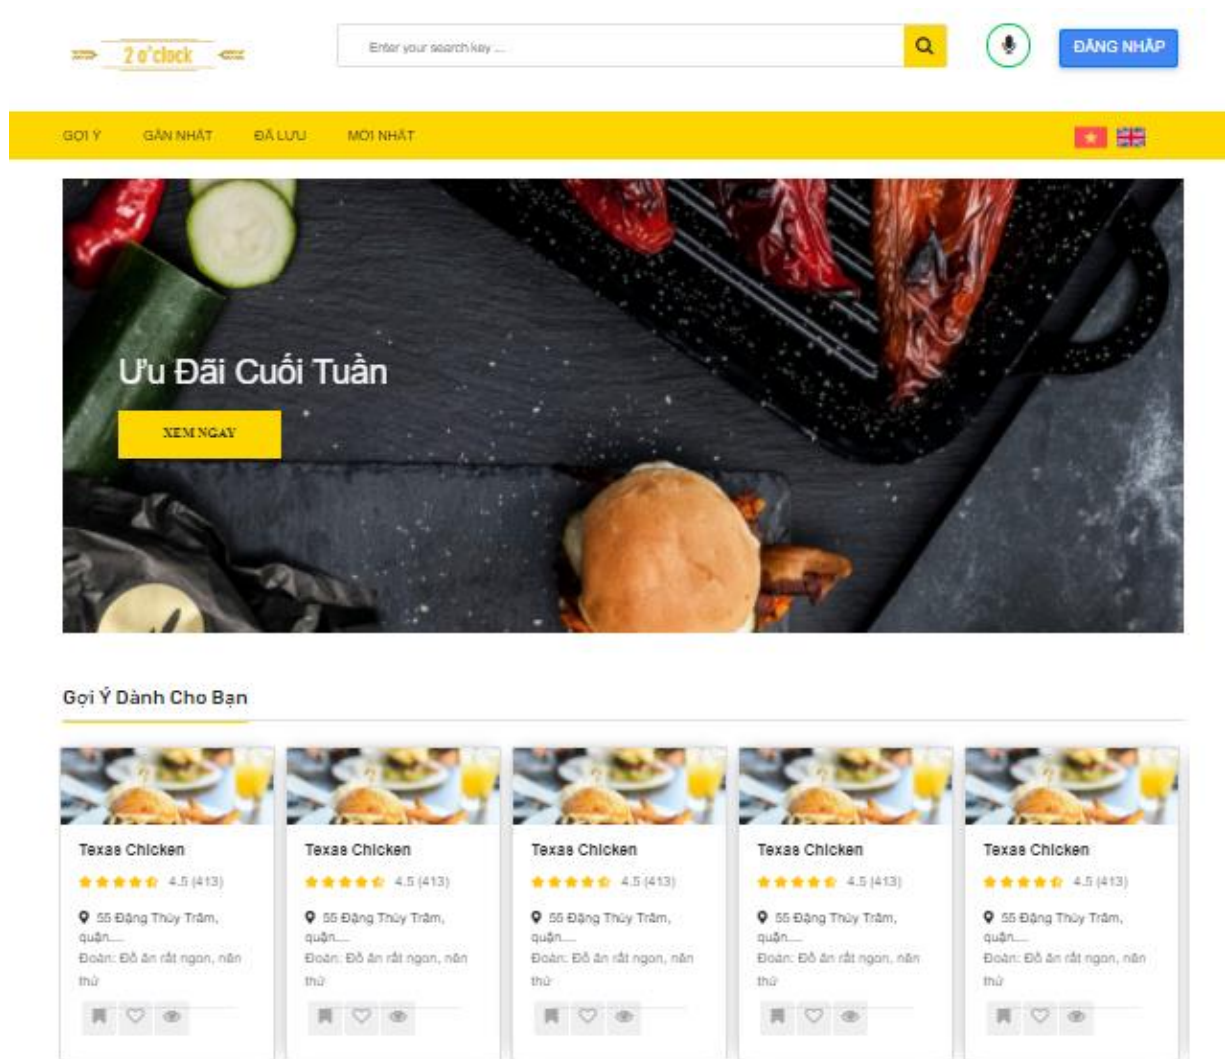 2 o'clock
Enter your search key ...
ĐĂNG NHẬP
GỢI Ý GẦN NHẤT ĐÃ LƯU MỚI NHẤT
Ưu Đãi Cuối Tuần
XEM NGAY
Gợi Ý Dành Cho Bạn
Texas Chicken Texas Chicken Texas Chicken Texas Chicken Texas Chicken
4.5 (413) 4.5 (413) 4.5 (413) 4.5 (413) 4.5 (413)
55 Đặng Thùy Trâm, 55 Đặng Thùy Trâm, 55 Đặng Thùy Trâm, 55 Đặng Thùy Trâm, 55 Đặng Thùy Trâm,
quận.... quận.... quận.... quận.... quận....
Đoàn: Đồ ăn rất ngon, nên Đoàn: Đồ ăn rất ngon, nên Đoàn: Đồ ăn rất ngon, nên Đoàn: Đồ ăn rất ngon, nên Đoàn: Đồ ăn rất ngon, nên
thử thử thử thử thử